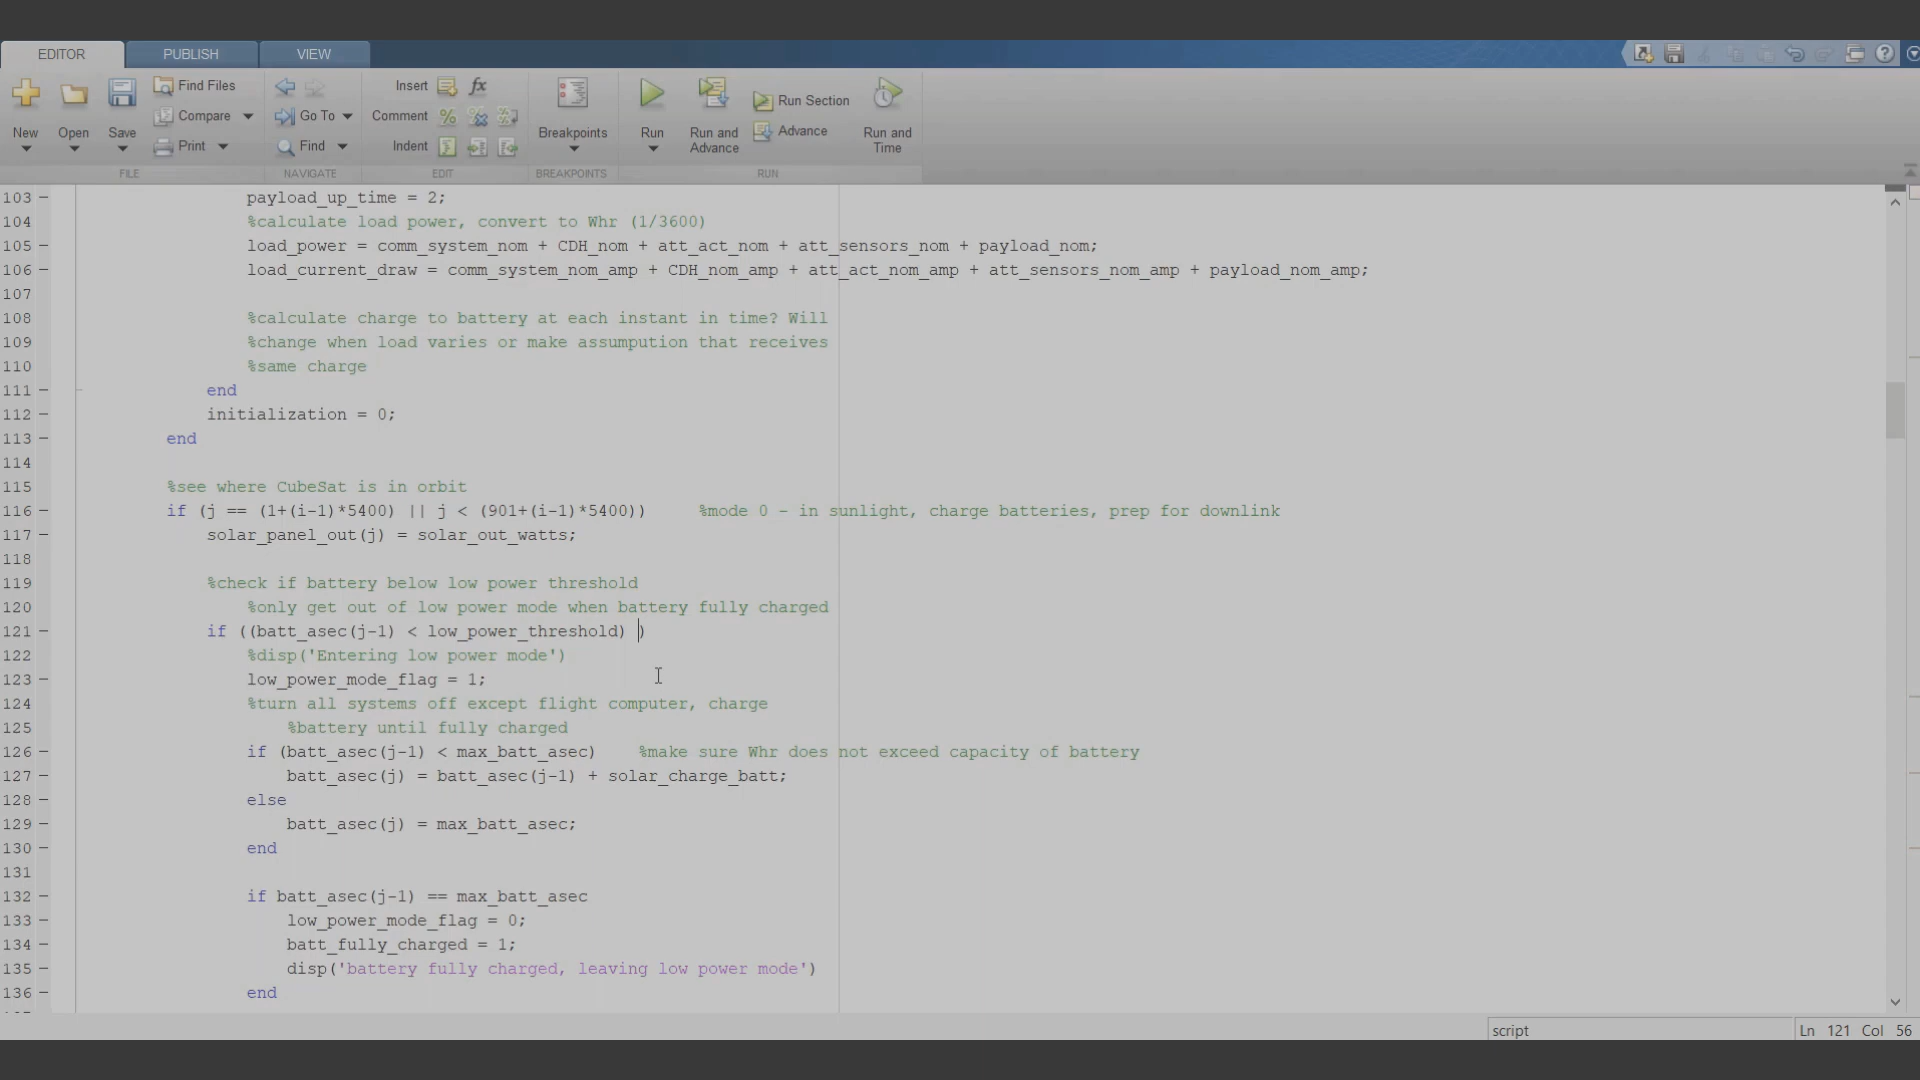 EDITOR PUBLISH VIEW
New Open Save Find Files Compare Print
Go To Find
Insert fx
Comment
Indent
Breakpoints
Run
Run and Advance
Run Section
Advance
Run and Time
FILE NAVIGATE EDIT BREAKPOINTS RUN
103 payload_up_time = 2;
104 %calculate load power, convert to Whr (1/3600)
105 load_power = comm_system_nom + CDH_nom + att_act_nom + att_sensors_nom + payload_nom;
106 load_current_draw = comm_system_nom_amp + CDH_nom_amp + att_act_nom_amp + att_sensors_nom_amp + payload_nom_amp;
107
108 %calculate charge to battery at each instant in time? Will
109 %change when load varies or make assumpution that receives
110 %same charge
111 end
112 initialization = 0;
113 end
114
115 %see where CubeSat is in orbit
116 if (j == (1+(i-1)*5400) || j < (901+(i-1)*5400)) %mode 0 - in sunlight, charge batteries, prep for downlink
117 solar_panel_out(j) = solar_out_watts;
118
119 %check if battery below low power threshold
120 %only get out of low power mode when battery fully charged
121 if ((batt_asec(j-1) < low_power_threshold) )
122 %disp('Entering low power mode')
123 low_power_mode_flag = 1;
124 %turn all systems off except flight computer, charge
125 %battery until fully charged
126 if (batt_asec(j-1) < max_batt_asec) %make sure Whr does not exceed capacity of battery
127 batt_asec(j) = batt_asec(j-1) + solar_charge_batt;
128 else
129 batt_asec(j) = max_batt_asec;
130 end
131
132 if batt_asec(j-1) == max_batt_asec
133 low_power_mode_flag = 0;
134 batt_fully_charged = 1;
135 disp('battery fully charged, leaving low power mode')
136 end
script Ln 121 Col 56